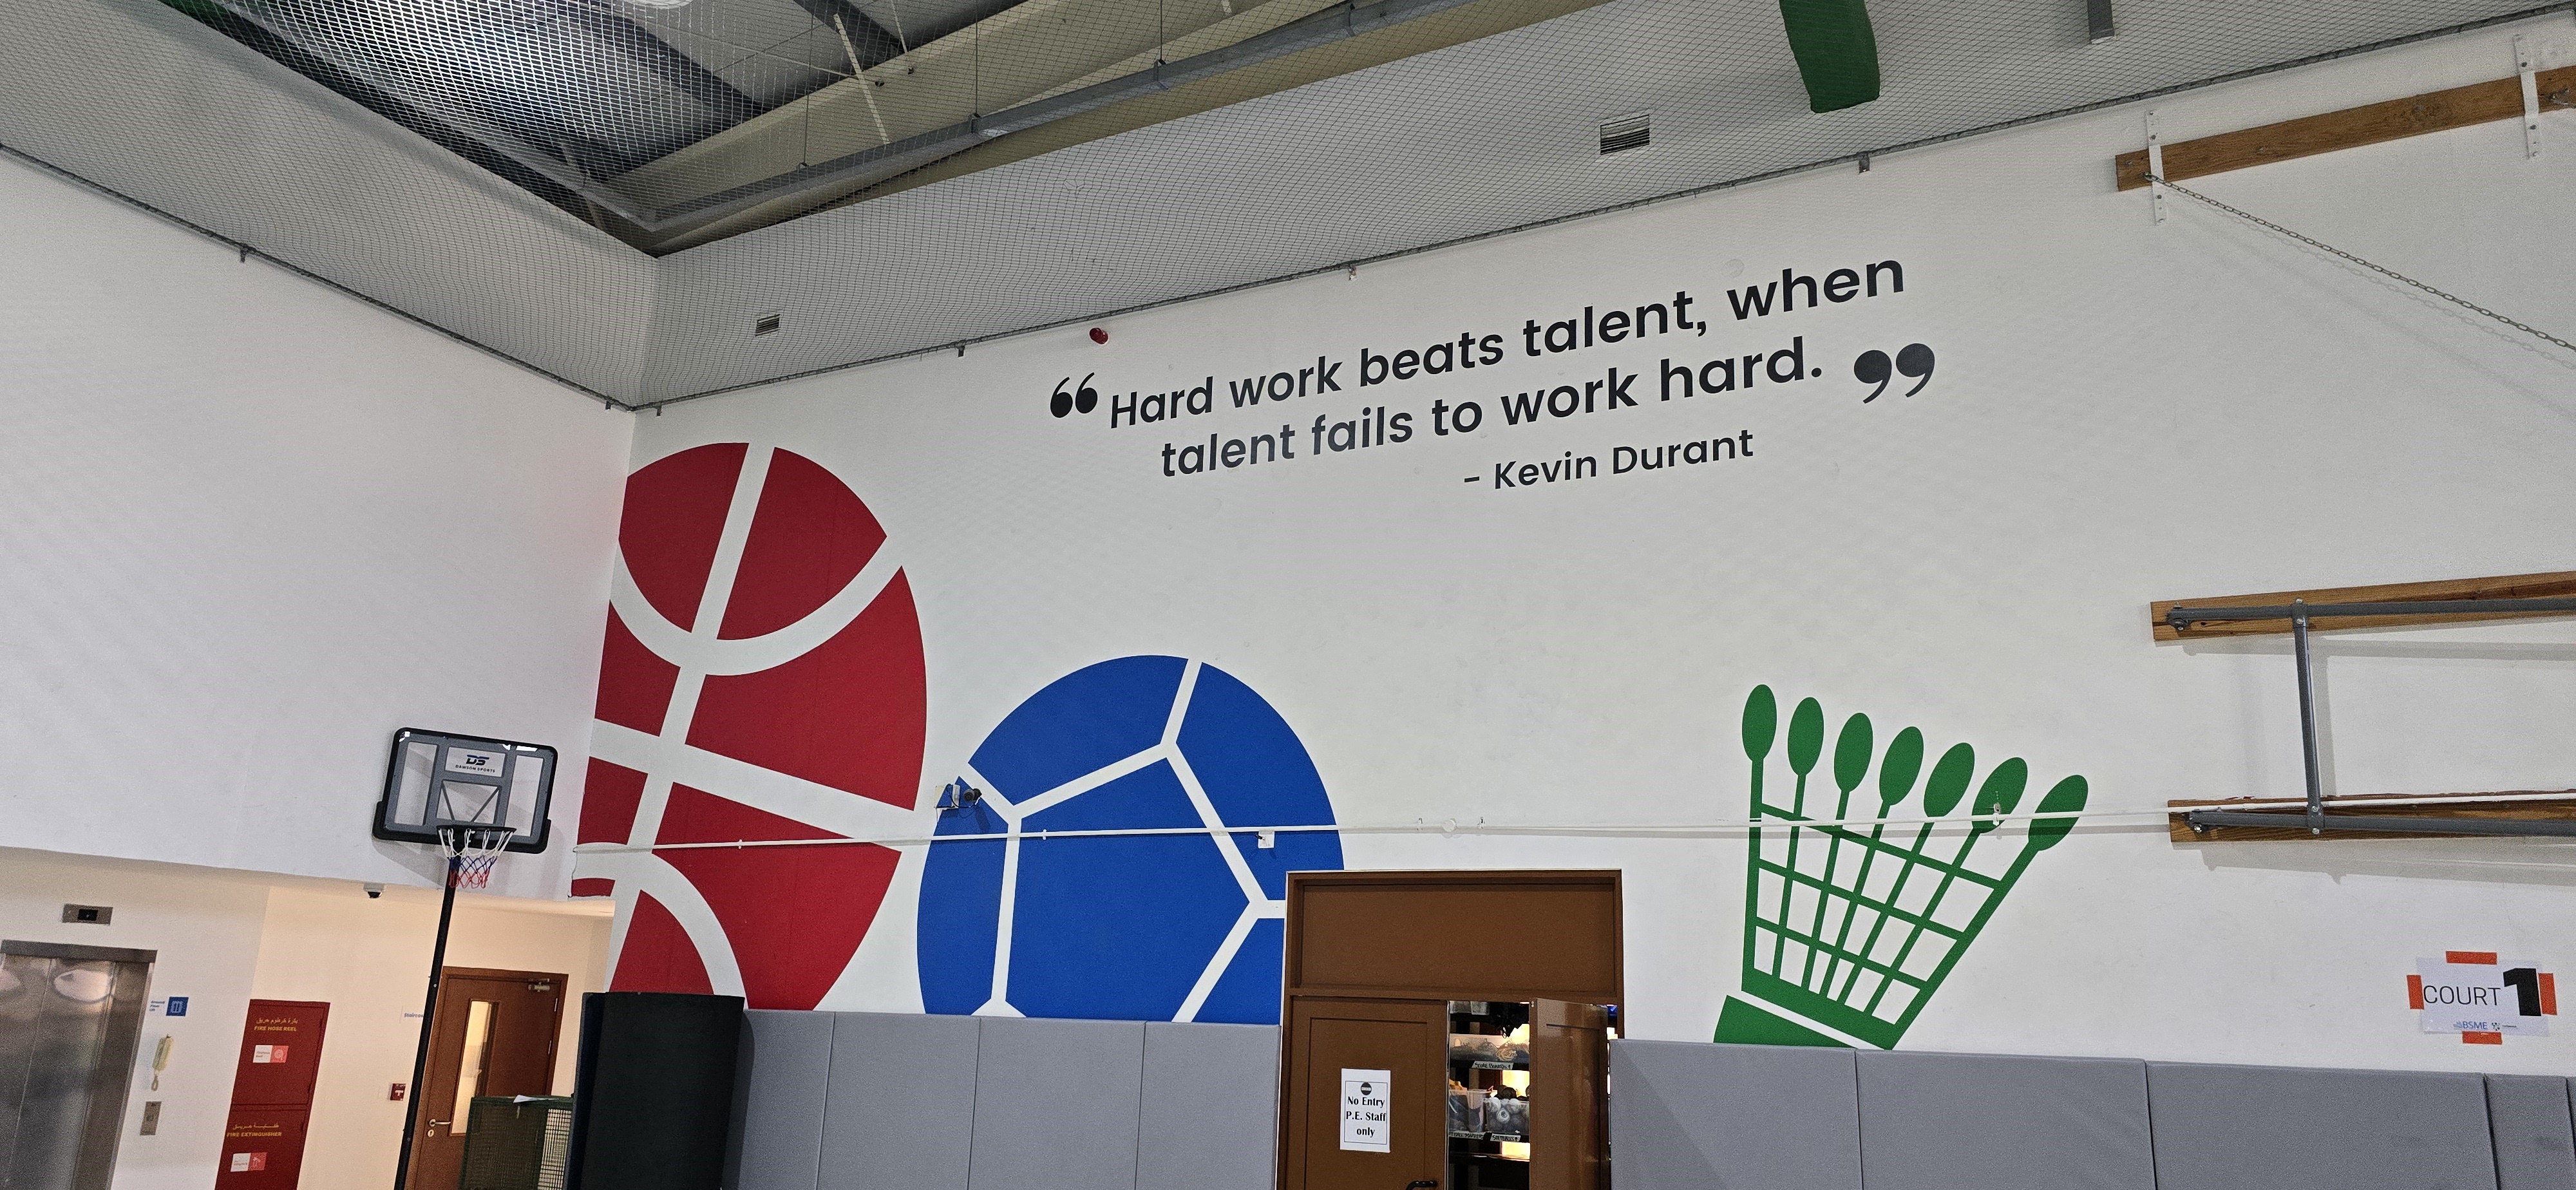 “Hard work beats talent, when
talent fails to work hard.”
- Kevin Durant
DS
DAWSON SPORTS
FIRE HOSE REEL
FIRE EXTINGUISHER
No Entry
P.E. Staff
only
COURT 1
BSME